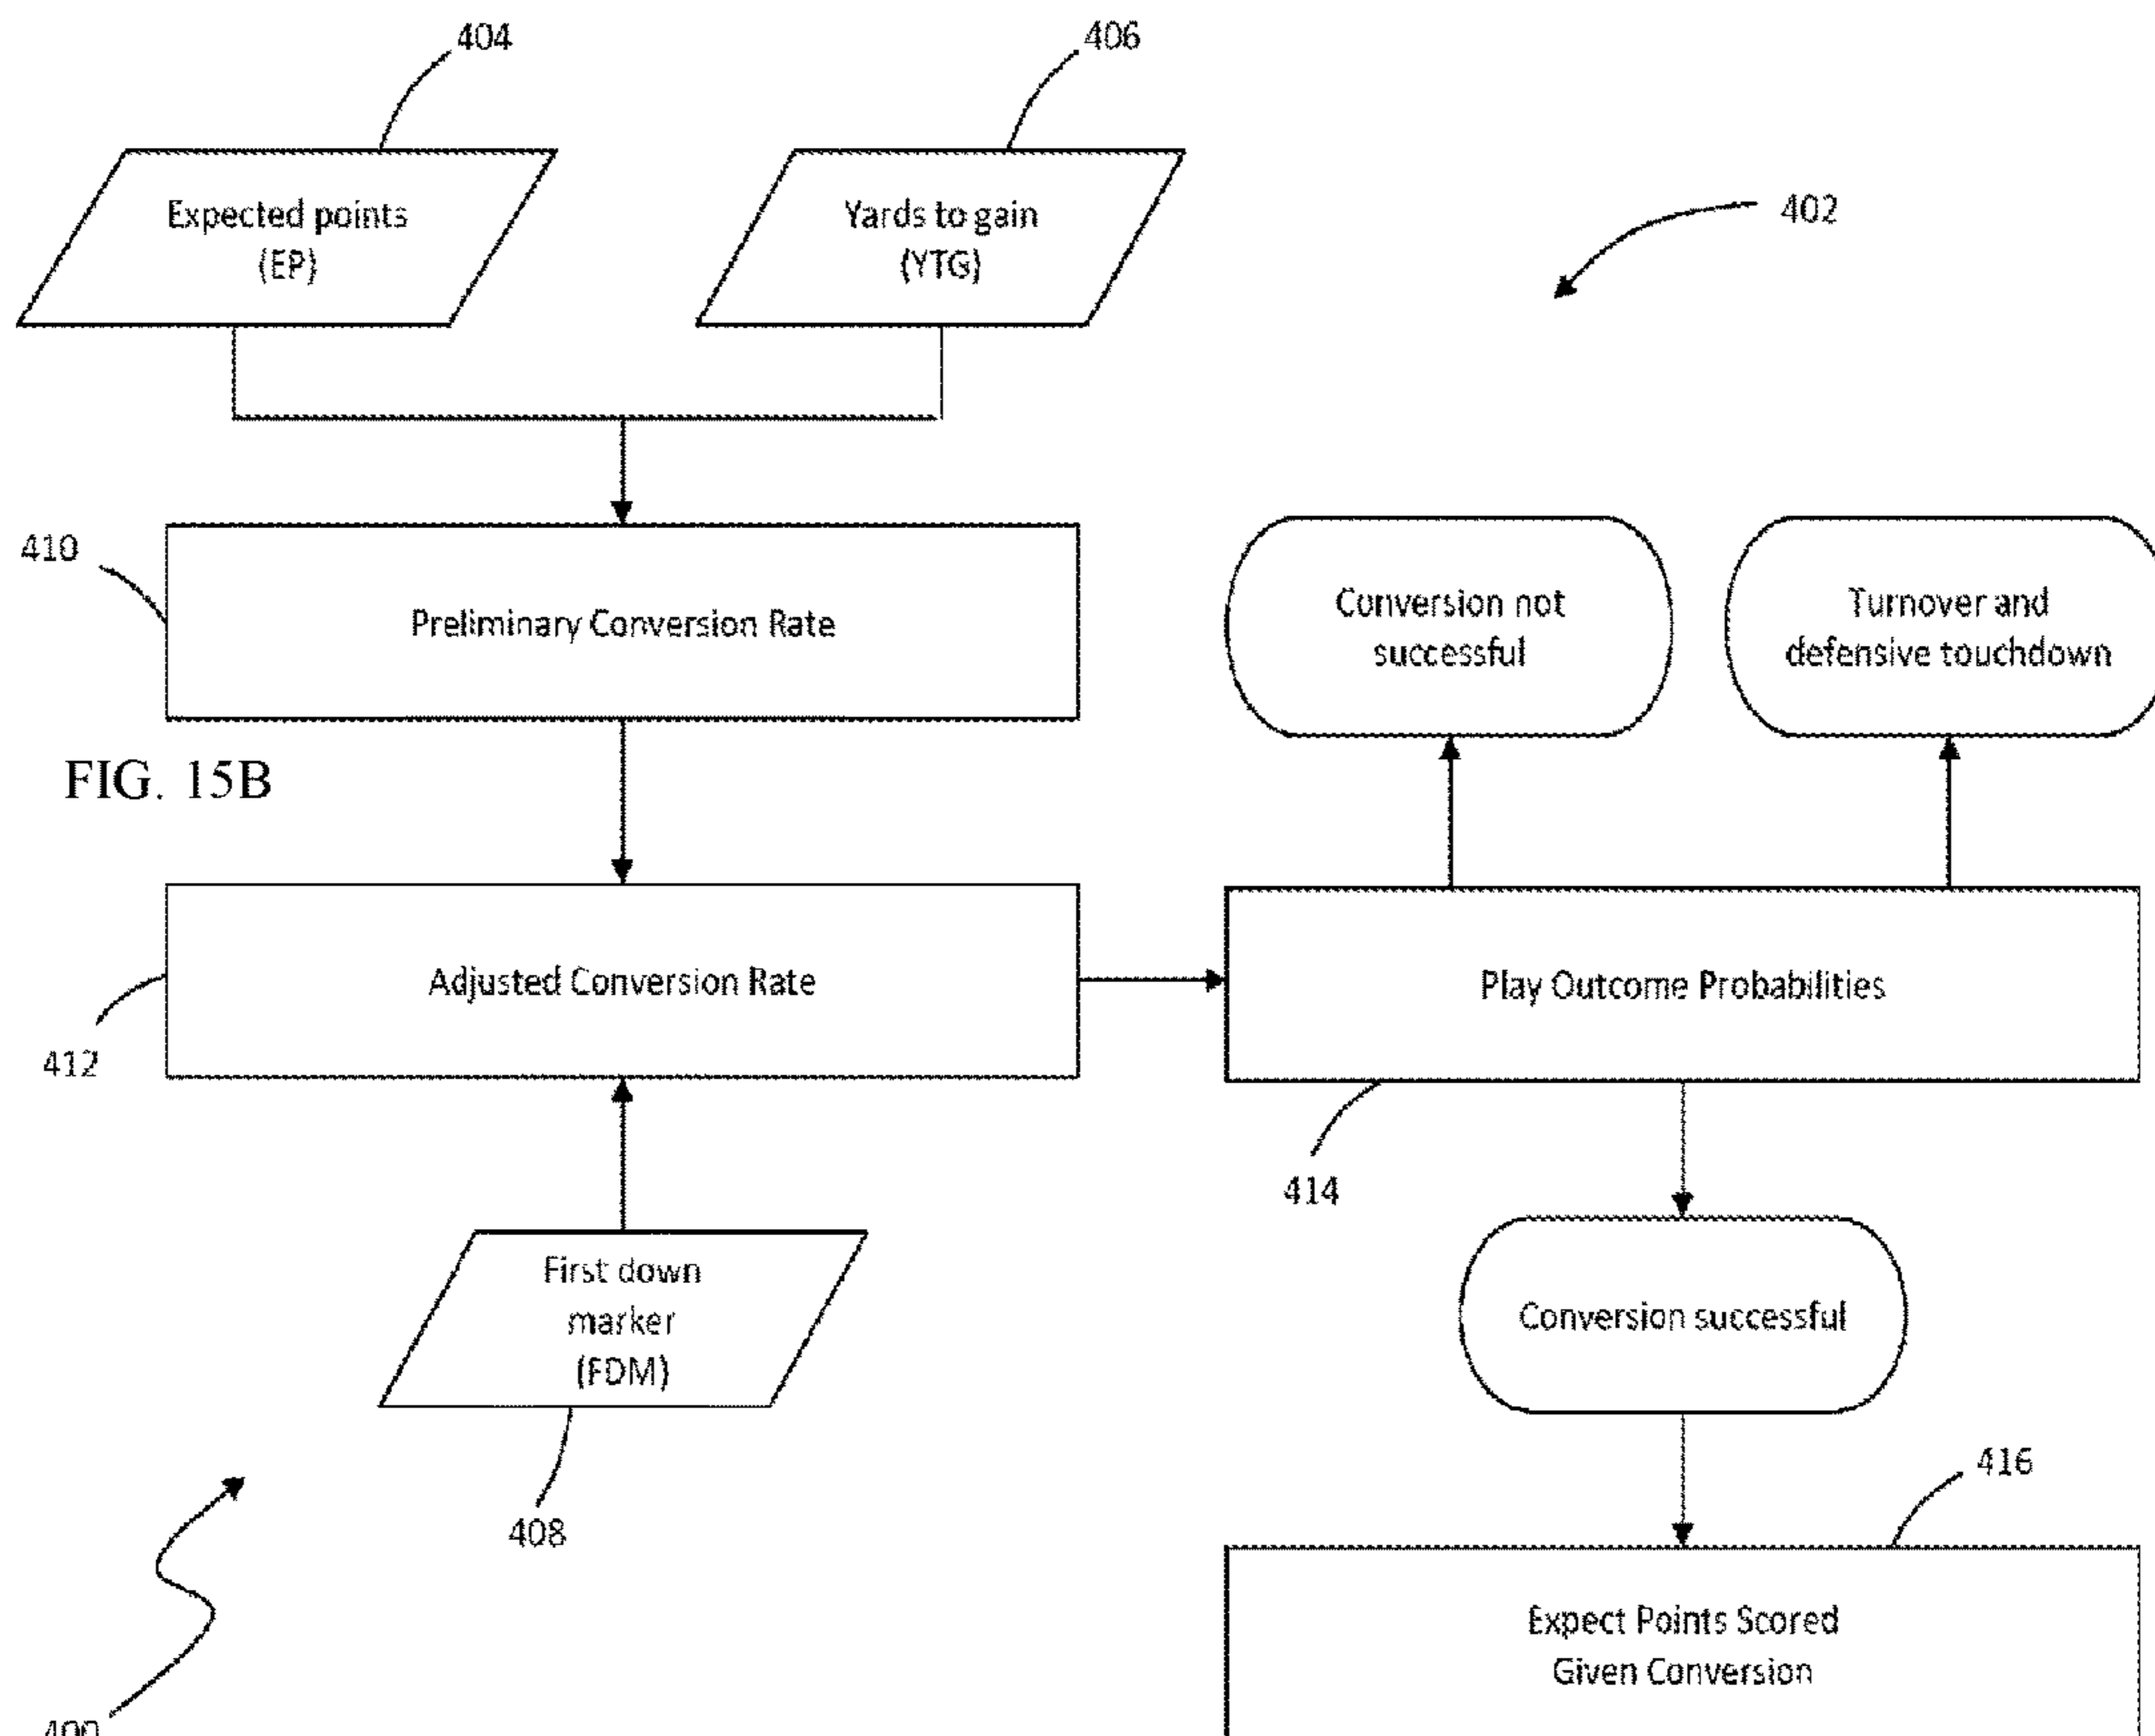 404
406
Expected points
(EP)
Yards to gain
(YTG)
402
410
Preliminary Conversion Rate
Conversion not
successful
Turnover and
defensive touchdown
FIG. 15B
Adjusted Conversion Rate
Play Outcome Probabilities
412
414
First down
marker
(FDM)
Conversion successful
408
416
Expect Points Scored
Given Conversion